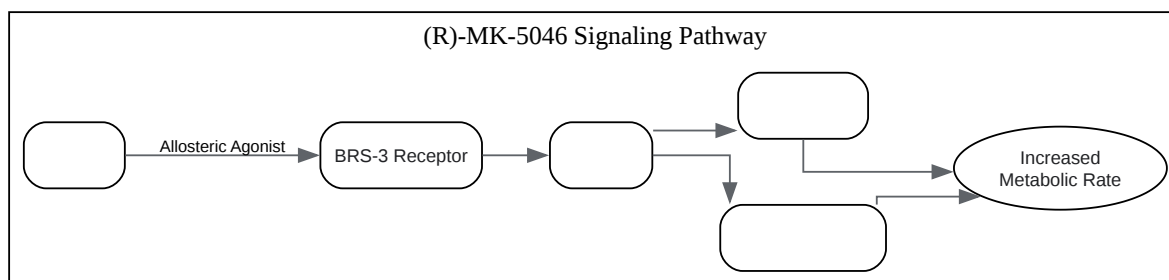 (R)-MK-5046 Signaling Pathway
Allosteric Agonist
BRS-3 Receptor
Increased
Metabolic Rate